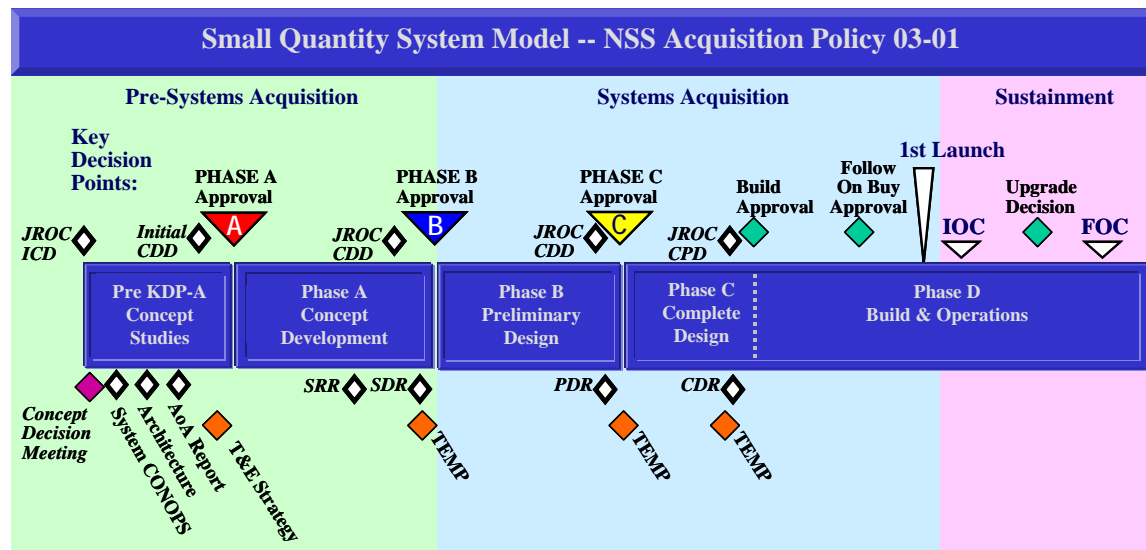 Small Quantity System Model -- NSS Acquisition Policy 03-01
Pre-Systems Acquisition
Systems Acquisition
Sustainment
Key
Decision
Points:
PHASE A
Approval
PHASE B
Approval
PHASE C
Approval
Build
Approval
Follow
On Buy
Approval
1st Launch
Upgrade
Decision
A
B
C
JROC
ICD
Initial
CDD
JROC
CDD
JROC
CDD
JROC
CPD
IOC
FOC
Pre KDP-A
Concept
Studies
Phase A
Concept
Development
Phase B
Preliminary
Design
Phase C
Complete
Design
Phase D
Build & Operations
SRR
SDR
PDR
CDR
Concept
Decision
Meeting
System CONOPS
Architecture
AoA Report
T&E Strategy
TEMP
TEMP
TEMP